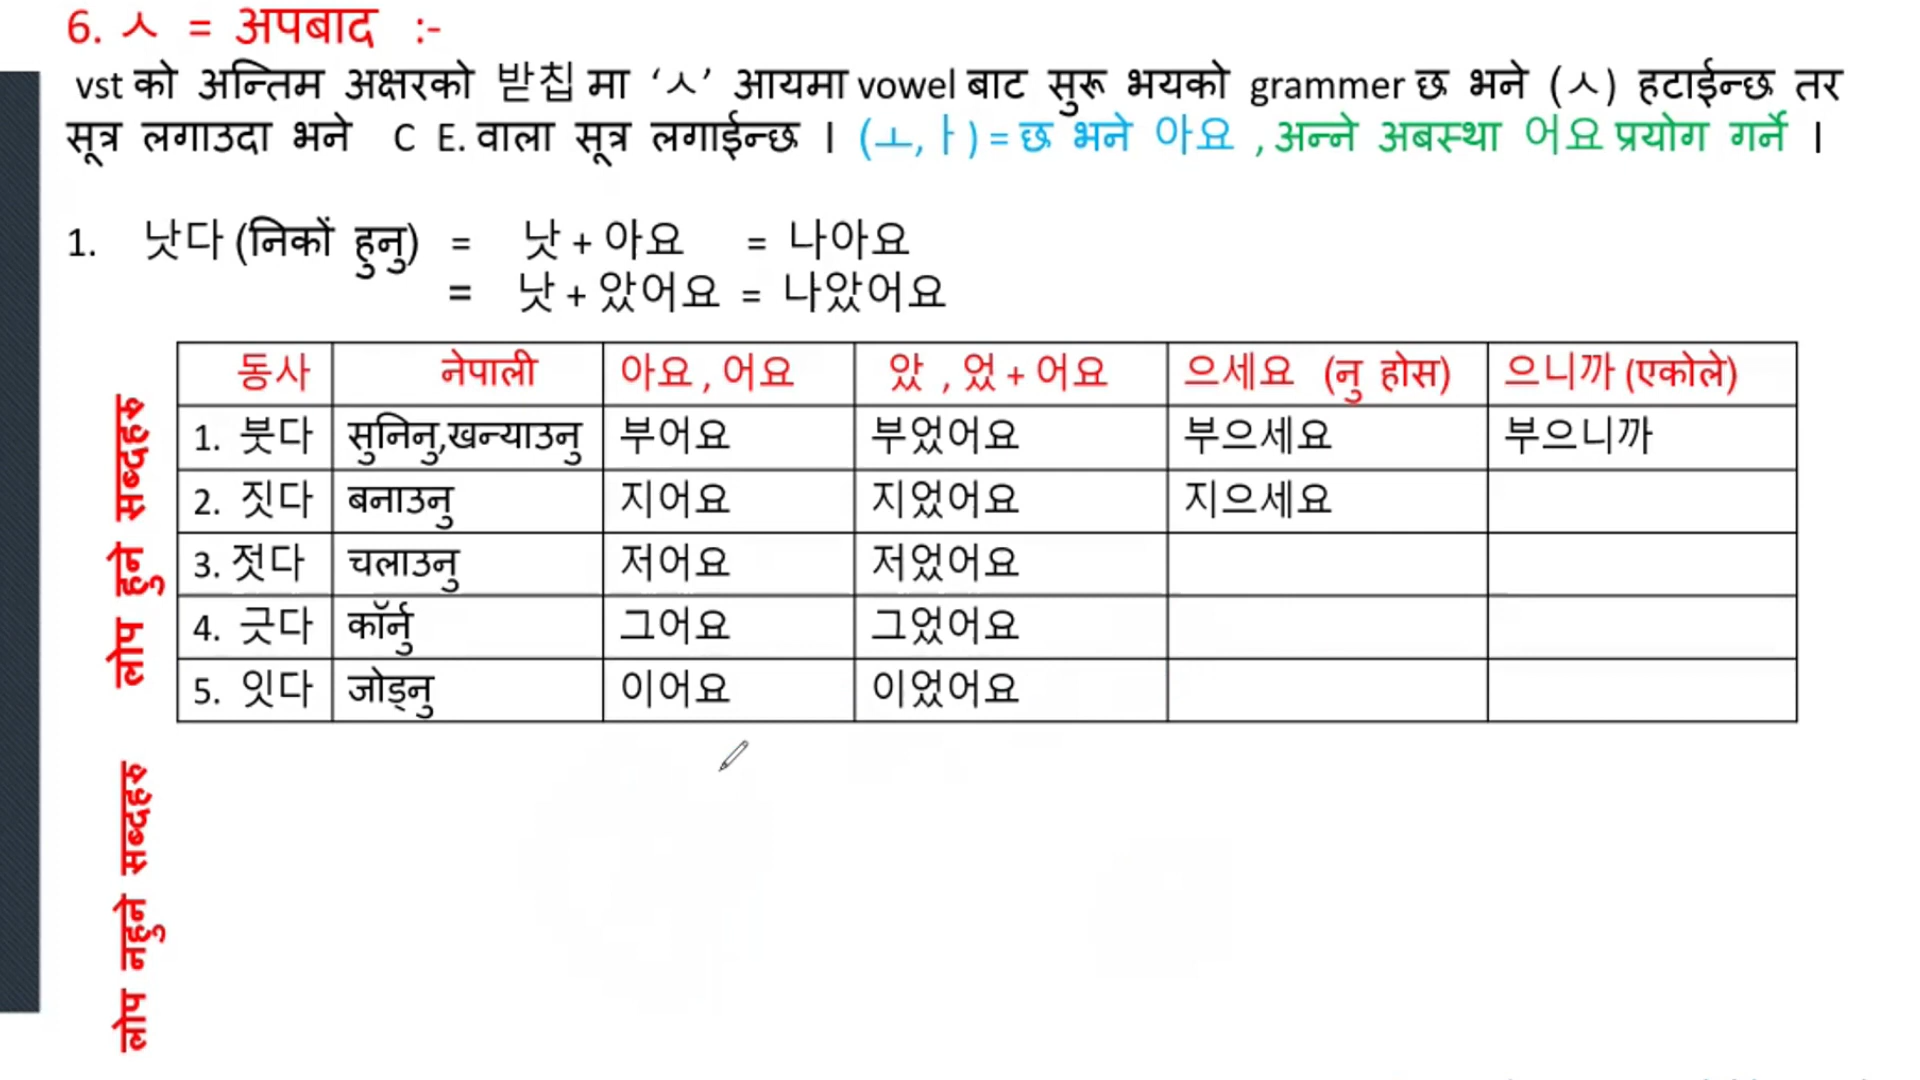 6. ㅅ = अपबाद :-
vst को अन्तिम अक्षरको 받칩 मा ‘ㅅ’ आयमा vowel बाट सुरू भयको grammer छ भने (ㅅ) हटाईन्छ तर
सूत्र लगाउदा भने C E. वाला सूत्र लगाईन्छ । (ㅗ,ㅏ) = छ भने 아요 , अन्ने अबस्था 어요 प्रयोग गर्ने ।
1. 낫다 (निर्को हुनु) = 낫 + 아요 = 나아요
= 낫 + 았어요 = 나았어요
동사 नेपाली 아요 , 어요 았 , 었 + 어요 으세요 (नु होस) 으니까 (एकोले)
1. 붓다 सुनिनु,खन्याउनु 부어요 부었어요 부으세요 부으니까
2. 짓다 बनाउनु 지어요 지었어요 지으세요
3. 젓다 चलाउनु 저어요 저었어요
4. 긋다 कॉर्नु 그어요 그었어요
5. 잇다 जोड्नु 이어요 이었어요
लोप हुने सब्दहरु
लोप नहुने सब्दहरु